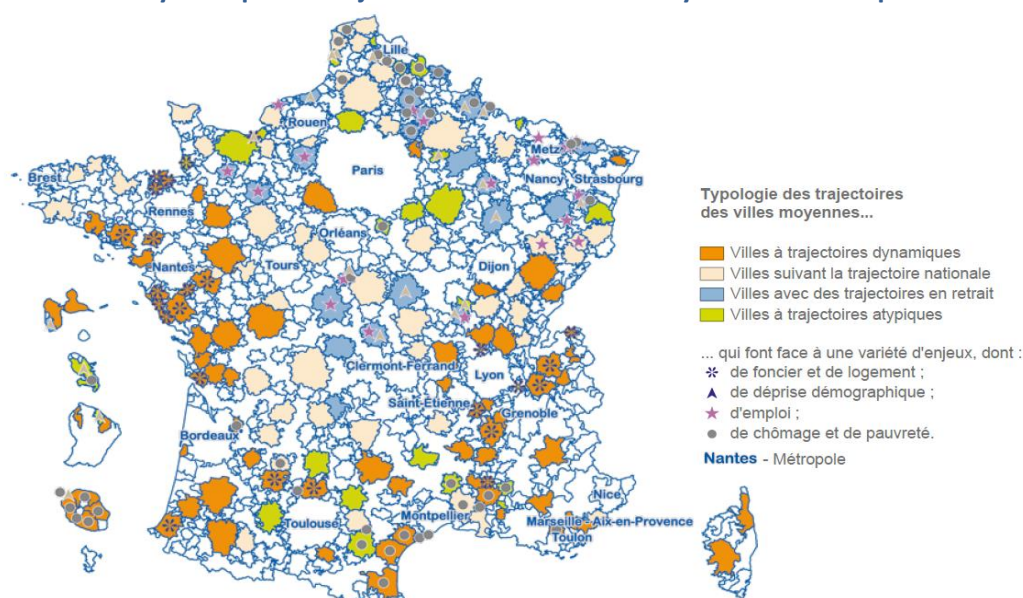 Lille
Rouen
Metz
Paris
Brest
Nancy
Strasbourg
Rennes
Orléans
Nantes
Tours
Dijon
Clermont-Ferrand
Lyon
Saint-Etienne
Grenoble
Bordeaux
Nice
Montpellier
Toulouse
Marseille - Aix-en-Provence
Toulon
Typologie des trajectoires
des villes moyennes...
Villes à trajectoires dynamiques
Villes suivant la trajectoire nationale
Villes avec des trajectoires en retrait
Villes à trajectoires atypiques
... qui font face à une variété d'enjeux, dont :
de foncier et de logement ;
de déprise démographique ;
d'emploi ;
de chômage et de pauvreté.
Nantes - Métropole